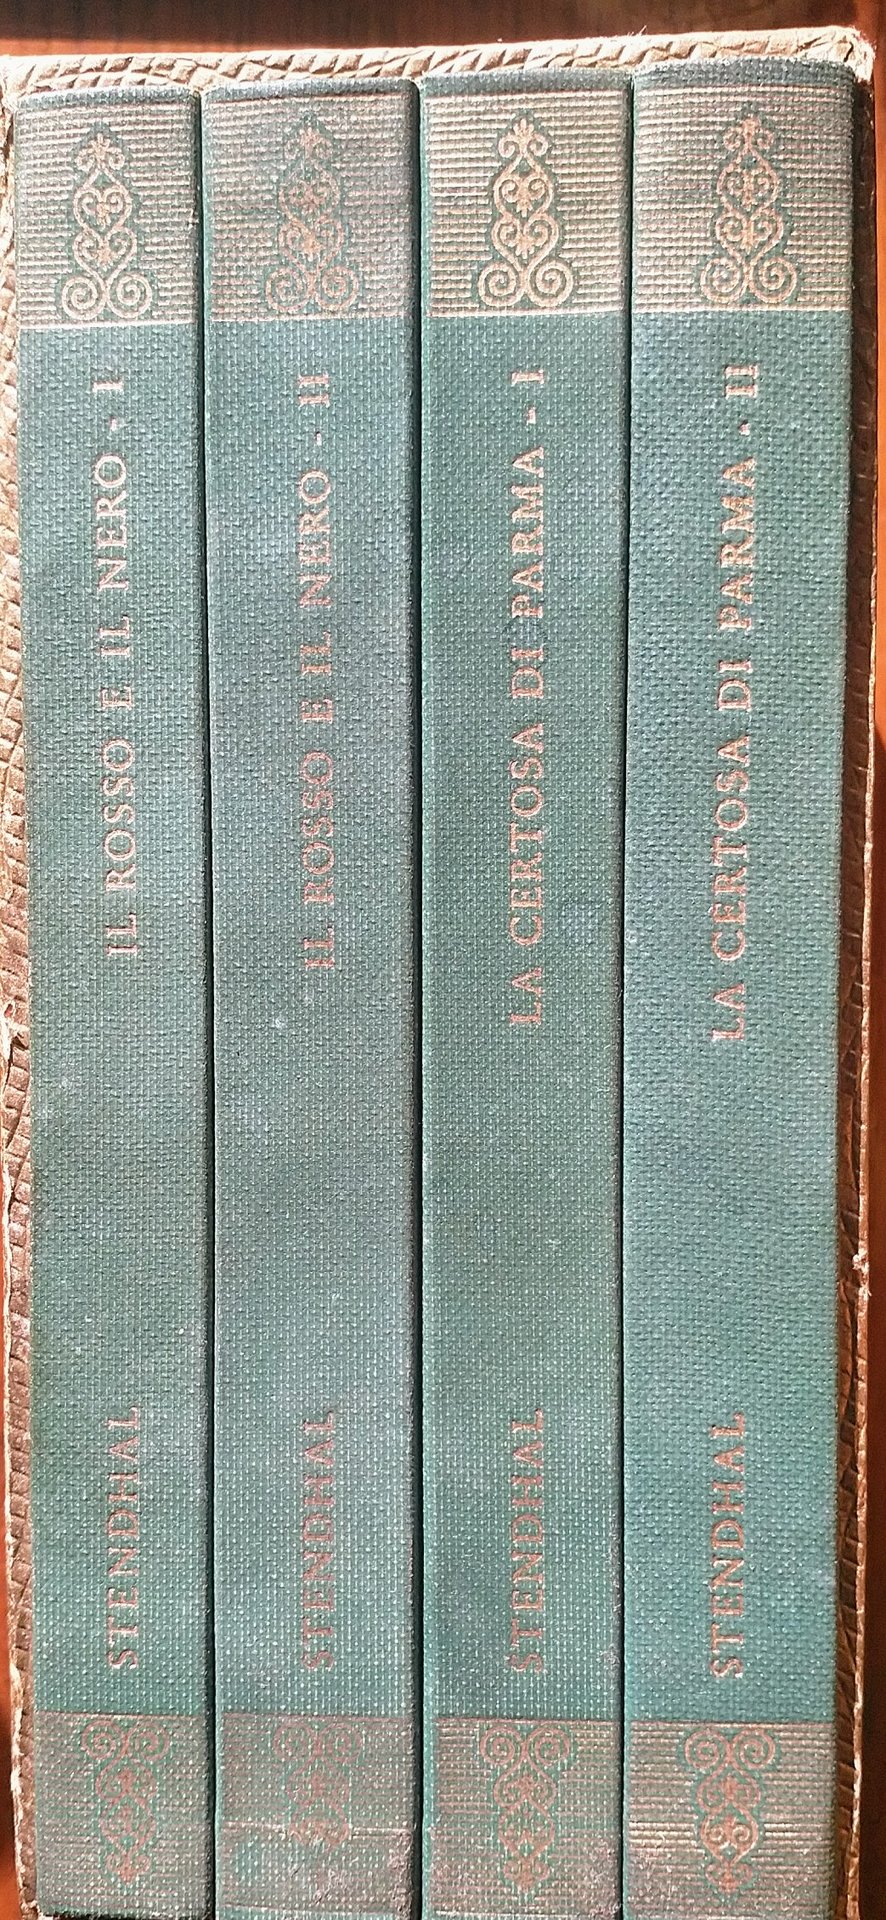 IL ROSSO E IL NERO - I
STENDHAL
IL ROSSO E IL NERO - II
STENDHAL
LA CERTOSA DI PARMA - I
STENDHAL
LA CERTOSA DI PARMA - II
STENDHAL